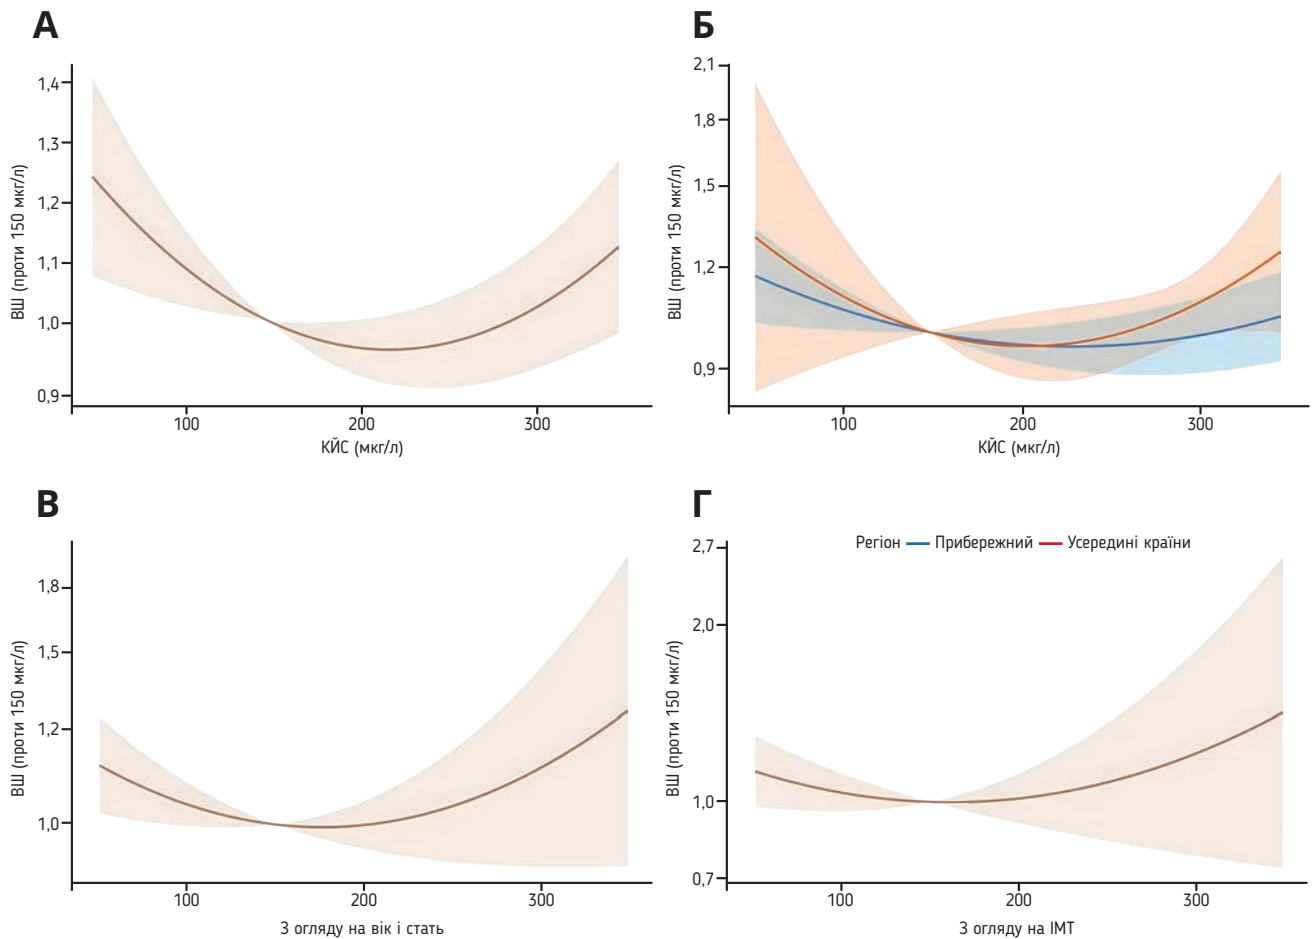 А
1,4
1,3
1,2
1,1
1,0
0,9
ВШ (проти 150 мкг/л)
100 200 300
КЙС (мкг/л)
Б
2,1
1,8
1,5
1,2
0,9
ВШ (проти 150 мкг/л)
100 200 300
КЙС (мкг/л)
В
1,8
1,5
1,2
1,0
ВШ (проти 150 мкг/л)
100 200 300
З огляду на вік і стать
Г
Регіон Прибережний Усередині країни
2,7
2,0
1,0
0,7
ВШ (проти 150 мкг/л)
100 200 300
З огляду на ІМТ